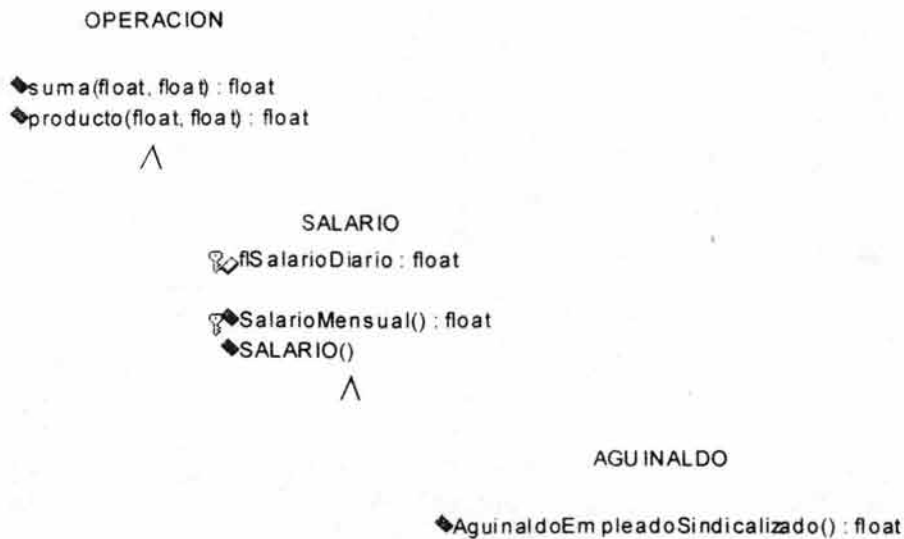 OPERACION
suma(float, float) : float
producto(float, float) : float
SALARIO
flSalarioDiario : float
SalarioMensual() : float
SALARIO()
AGUINALDO
AguinaldoEmpleadoSindicalizado() : float